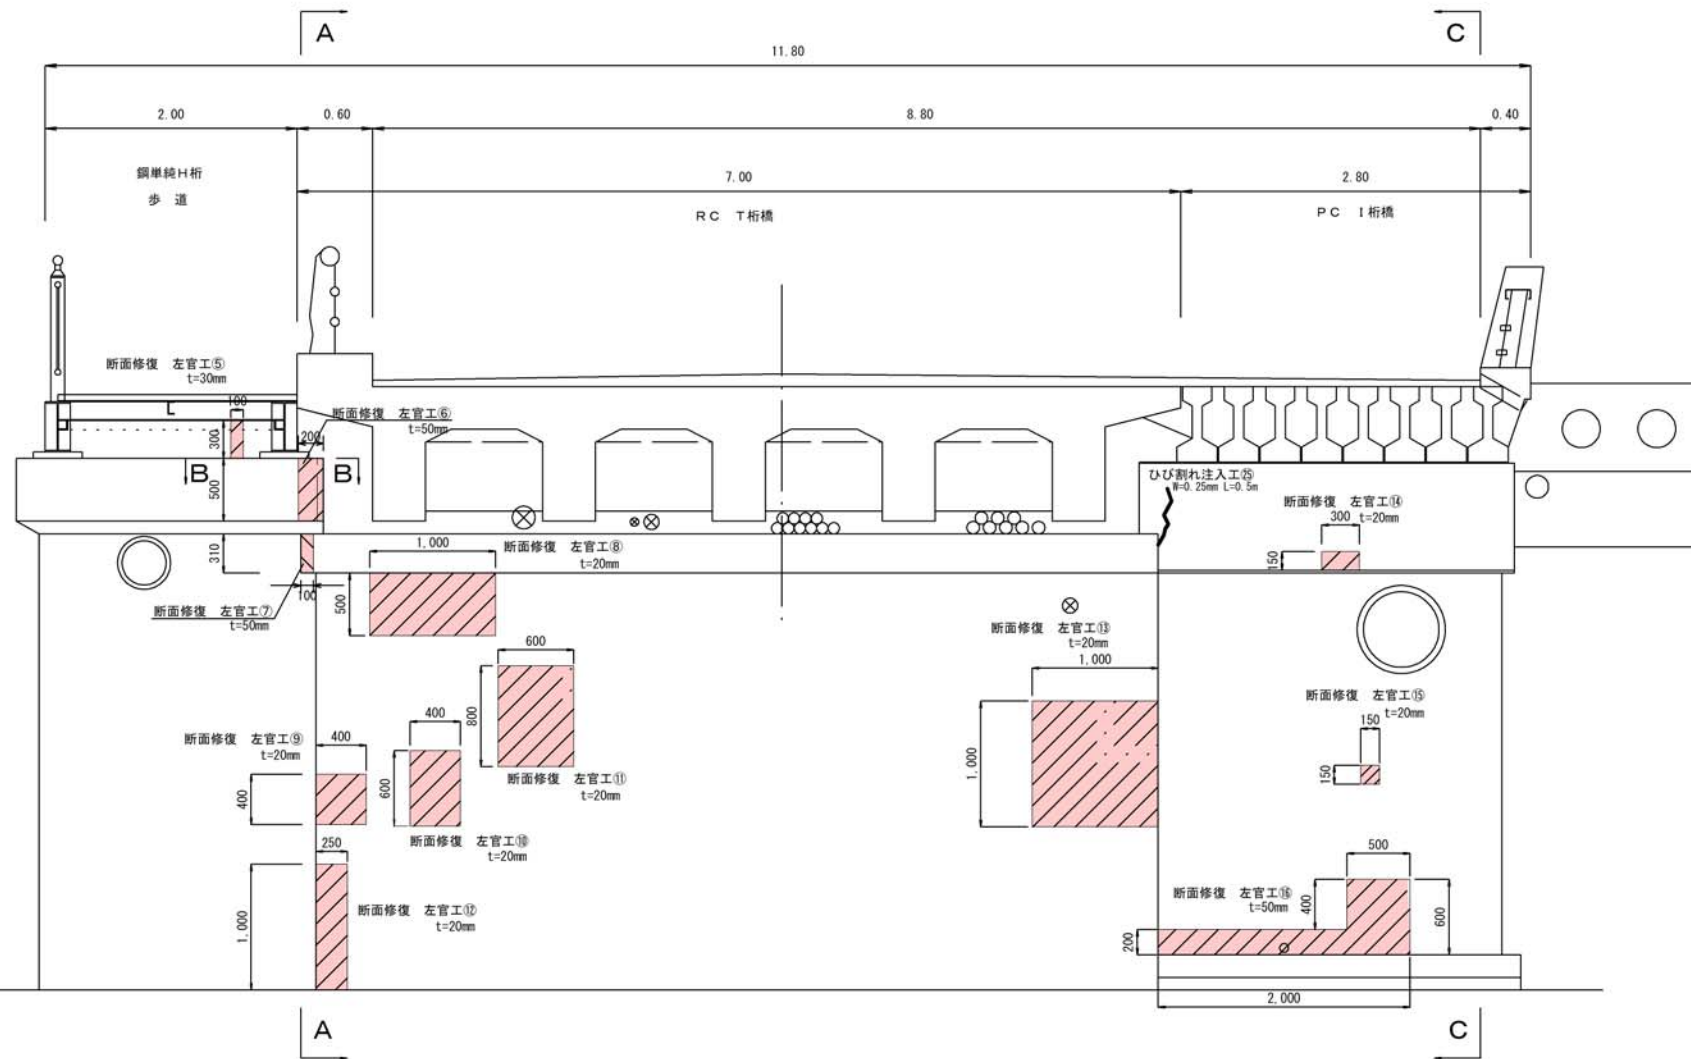 A
C
11.80
2.00
0.60
8.80
0.40
鋼単純H桁
歩 道
7.00
2.80
RC T桁橋
PC I桁橋
断面修復 左官工⑤
t=30mm
100
断面修復 左官工⑥
t=50mm
300
200
B
B
500
ひび割れ注入工㉕
W=0.25mm L=0.5m
断面修復 左官工⑭
300
t=20mm
150
310
1,000
断面修復 左官工⑧
t=20mm
100
断面修復 左官工⑦
t=50mm
500
断面修復 左官工⑬
t=20mm
600
1,000
800
断面修復 左官工⑮
t=20mm
150
150
400
断面修復 左官工⑨
t=20mm
400
400
600
断面修復 左官工⑪
t=20mm
1,000
断面修復 左官工⑩
t=20mm
250
500
断面修復 左官工⑯
t=50mm
400
600
断面修復 左官工⑫
t=20mm
1,000
200
2,000
A
C